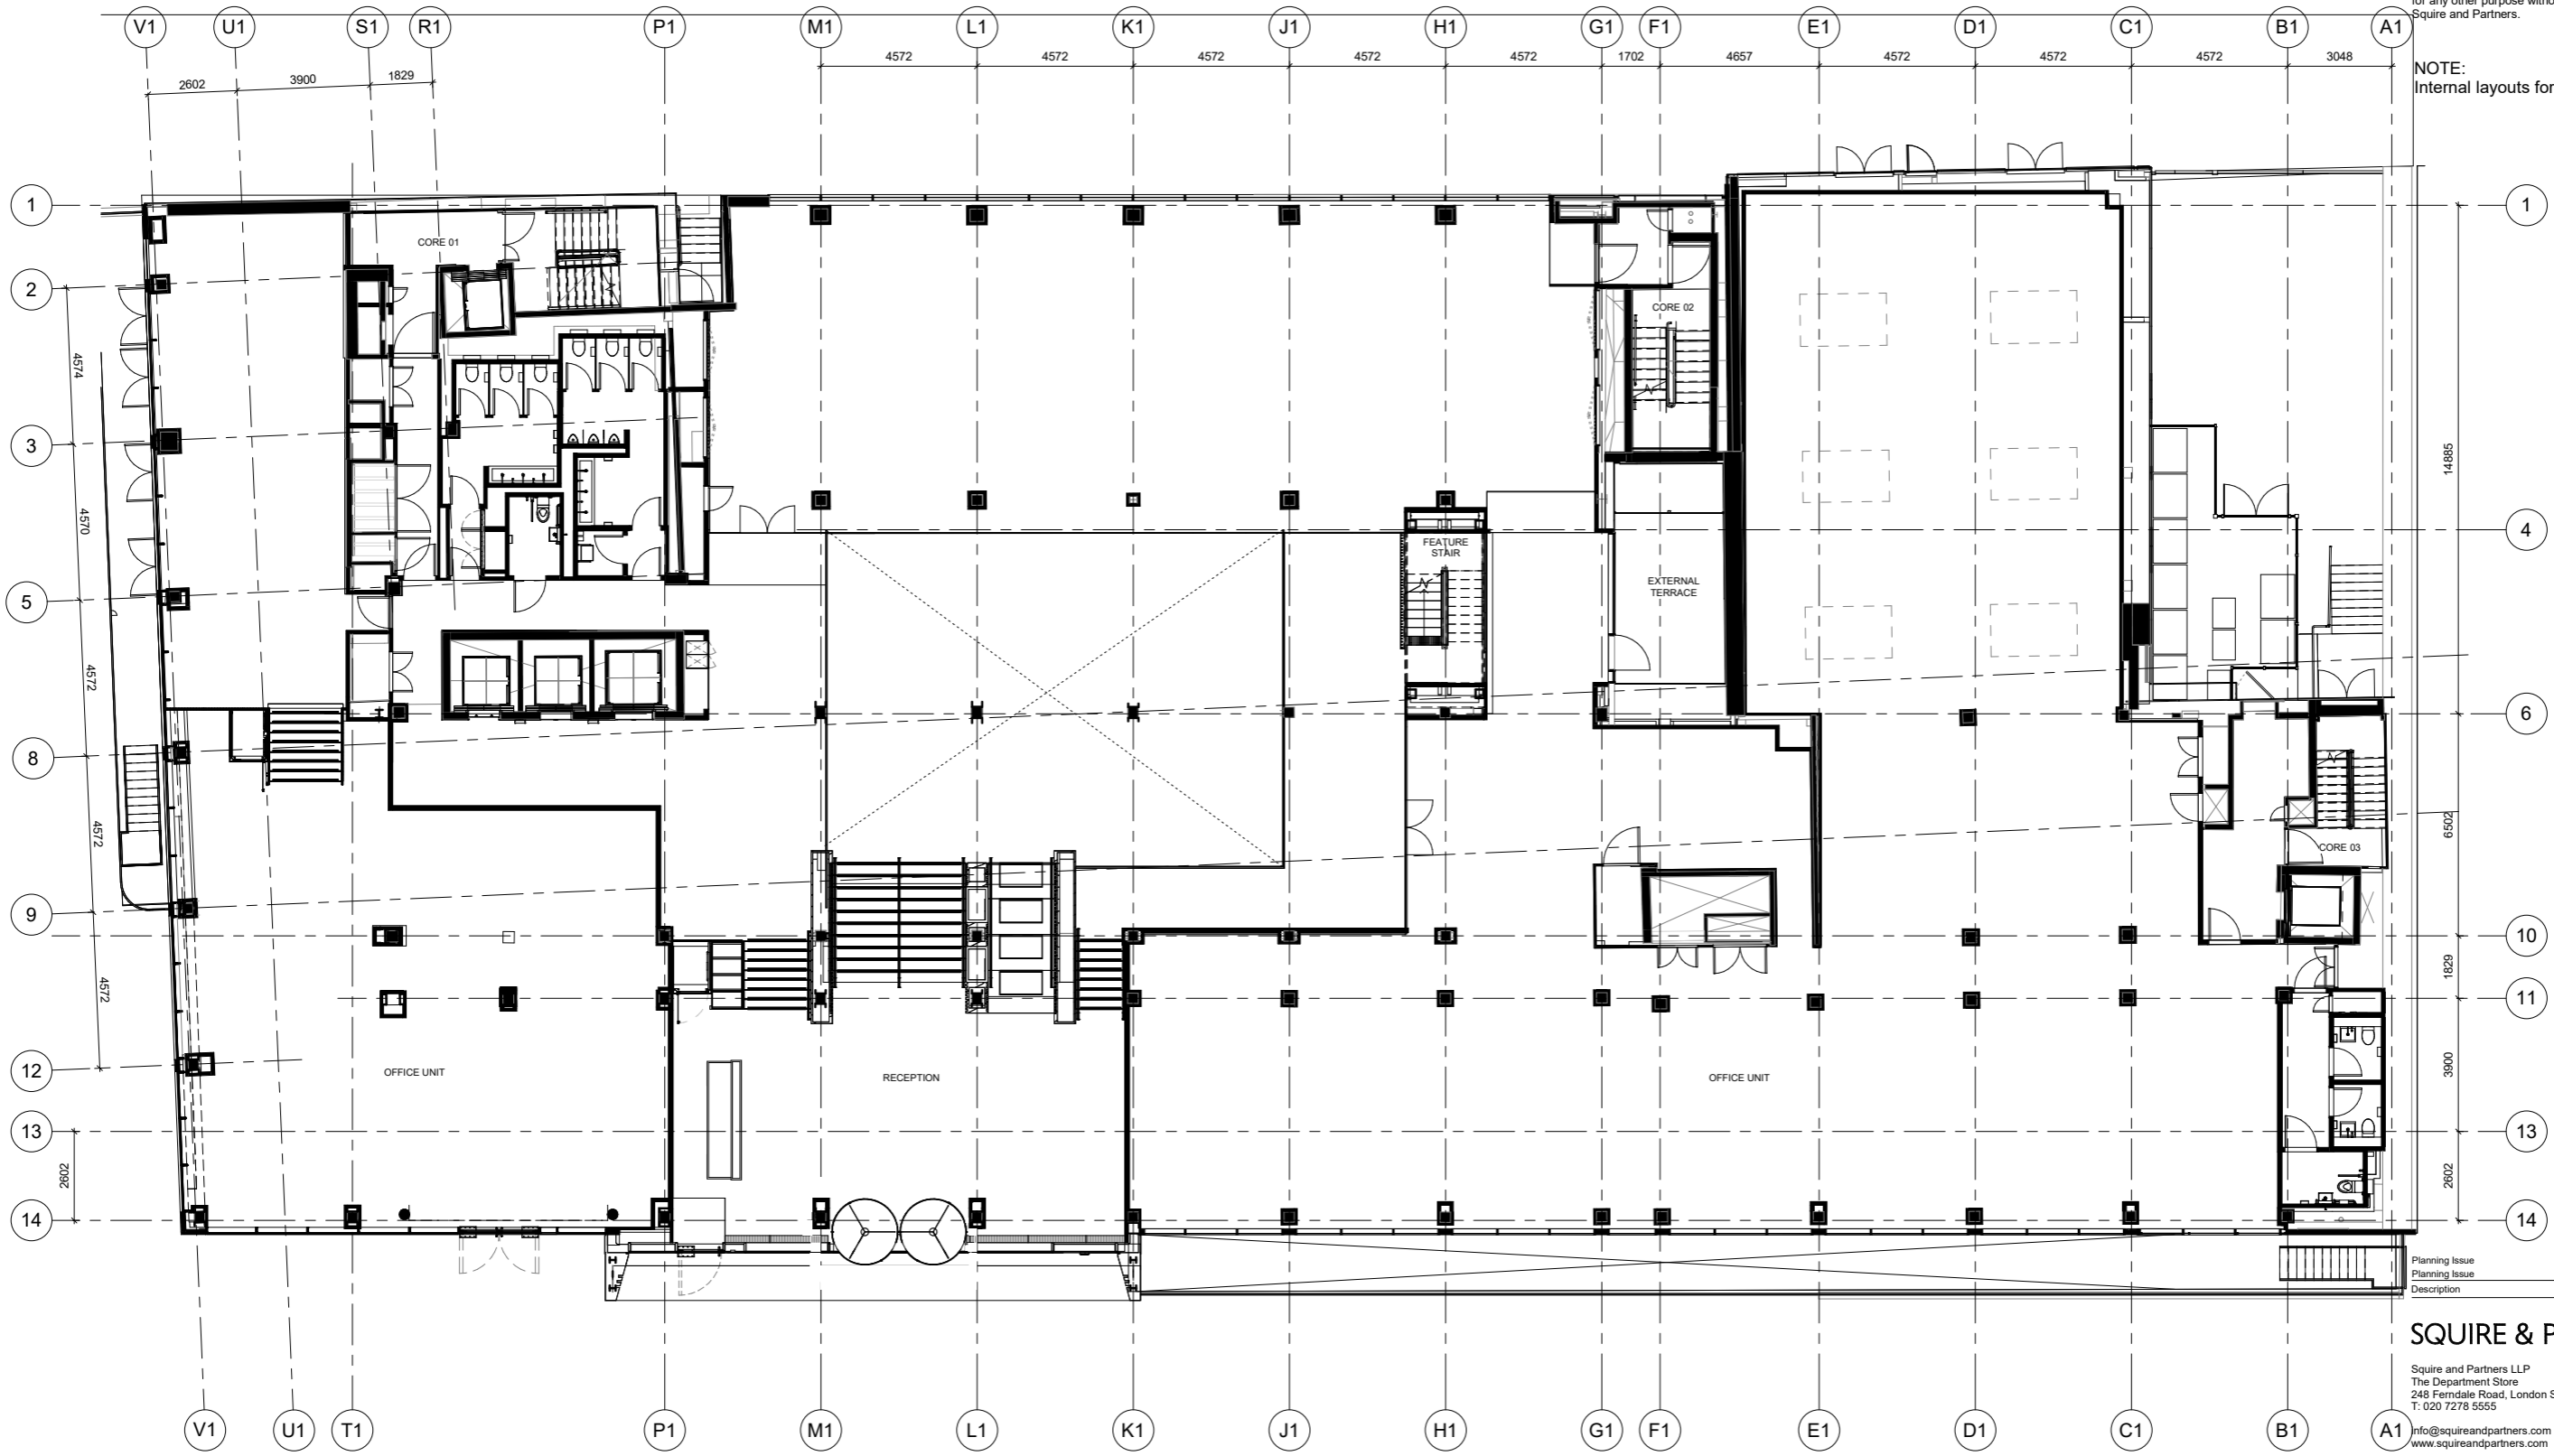 for any other purpose witho
Squire and Partners.
V1 U1 S1 R1 P1 M1 L1 K1 J1 H1 G1 F1 E1 D1 C1 B1 A1
4572 4572 4572 4572 4572 1702 4657 4572 4572 4572 3048
2602 3900 1829
NOTE:
Internal layouts for
1 1
CORE 01
2
CORE 02
4574
3
14885
4570
4
FEATURE
STAIR
EXTERNAL
TERRACE
5
4572
6
8
4572
6502
CORE 03
9
10
4572
1829
11
12
OFFICE UNIT
RECEPTION
OFFICE UNIT
3900
13 13
2602 2602
14 14
Planning Issue
Planning Issue
Description
SQUIRE & P
Squire and Partners LLP
The Department Store
248 Ferndale Road, London S
T: 020 7278 5555
info@squireandpartners.com
www.squireandpartners.com
V1 U1 T1 P1 M1 L1 K1 J1 H1 G1 F1 E1 D1 C1 B1 A1